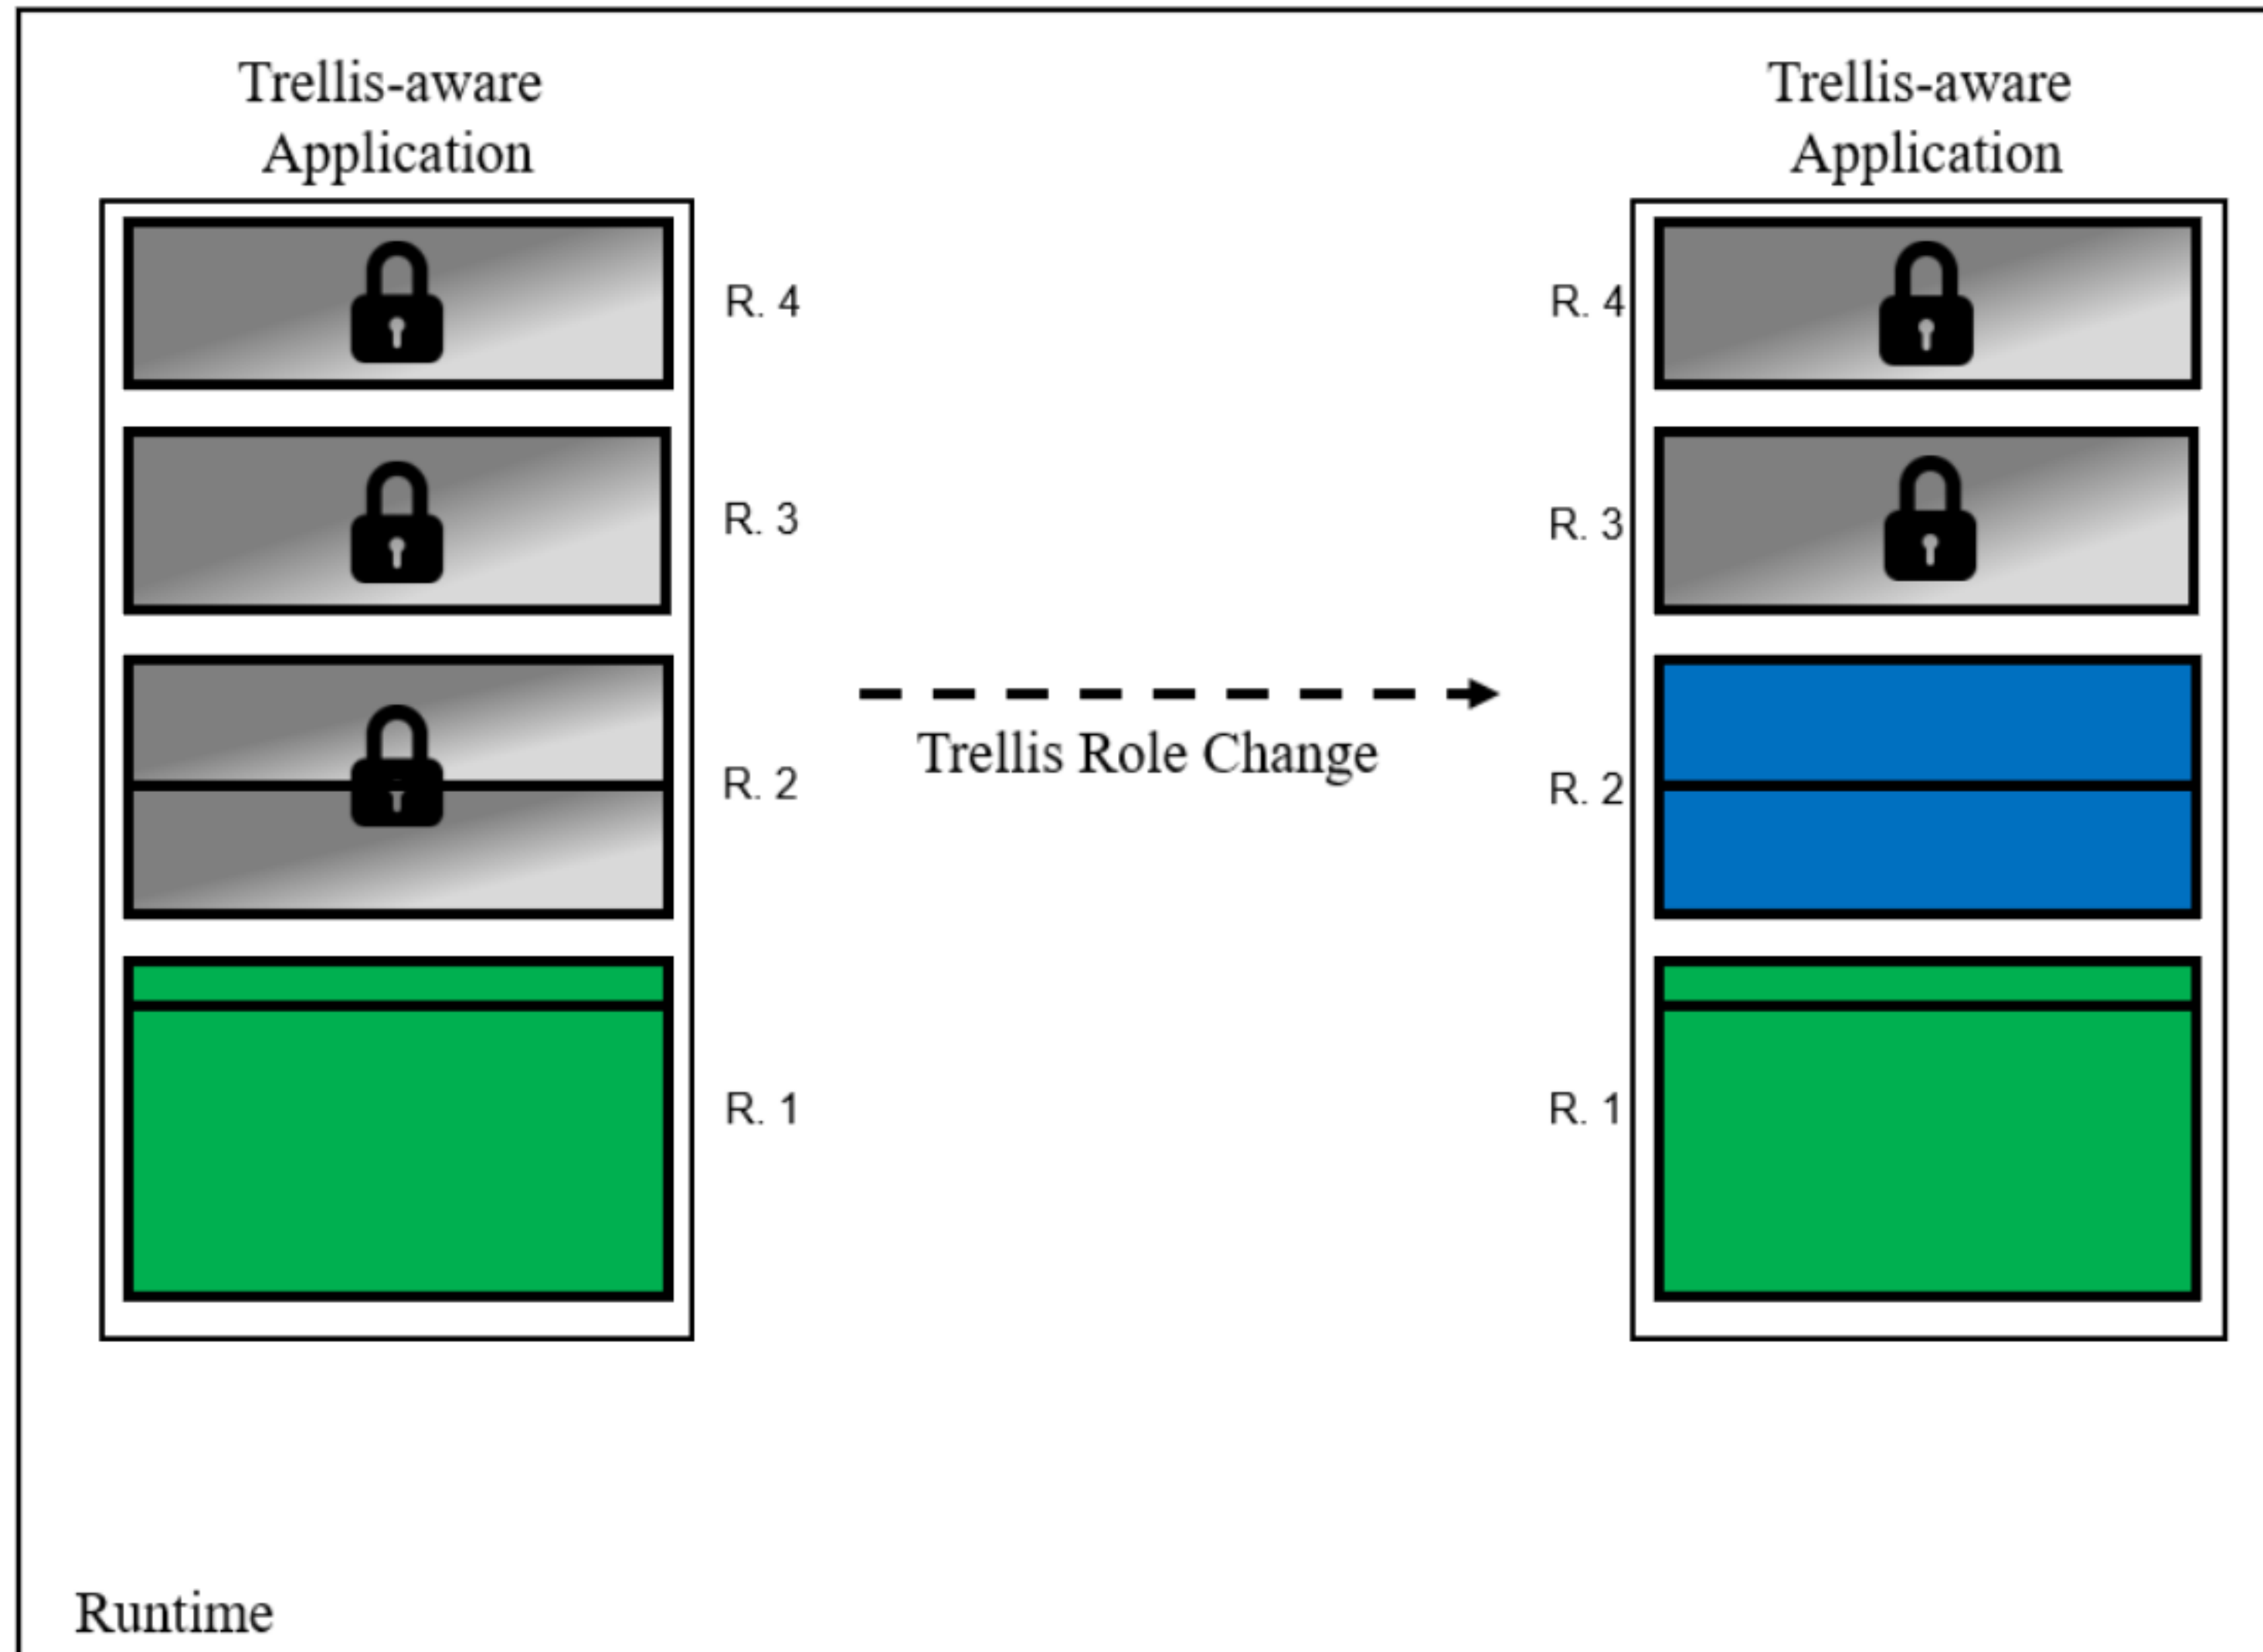 Trellis-aware
Application
R. 4
R. 3
R. 2
R. 1
Trellis Role Change
Trellis-aware
Application
R. 4
R. 3
R. 2
R. 1
Runtime